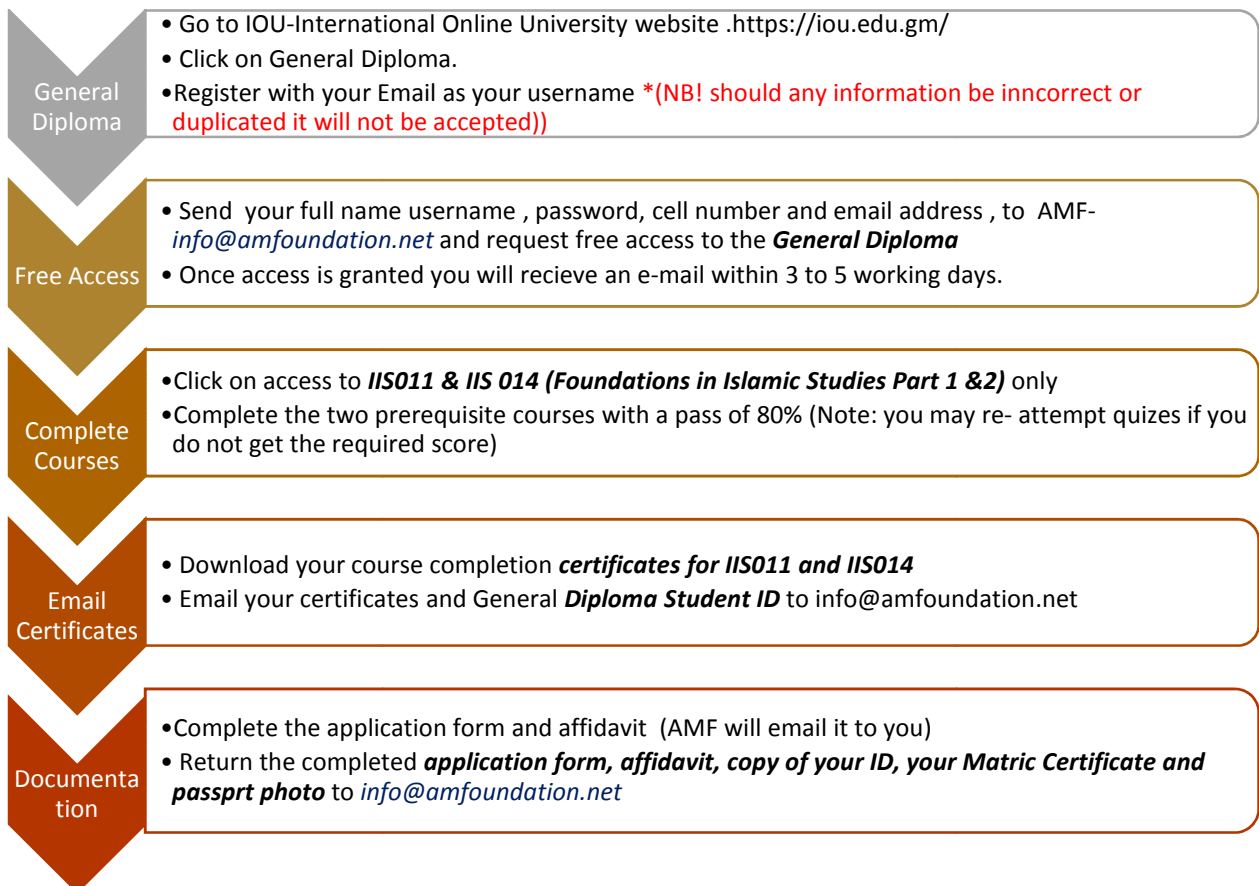 General
Diploma
• Go to IOU-International Online University website .https://iou.edu.gm/
• Click on General Diploma.
•Register with your Email as your username *(NB! should any information be inncorrect or
duplicated it will not be accepted))
Free Access
• Send your full name username , password, cell number and email address , to AMF-
info@amfoundation.net and request free access to the General Diploma
• Once access is granted you will recieve an e-mail within 3 to 5 working days.
Complete
Courses
•Click on access to IIS011 & IIS 014 (Foundations in Islamic Studies Part 1 &2) only
•Complete the two prerequisite courses with a pass of 80% (Note: you may re- attempt quizes if you
do not get the required score)
Email
Certificates
• Download your course completion certificates for IIS011 and IIS014
• Email your certificates and General Diploma Student ID to info@amfoundation.net
Documenta
tion
•Complete the application form and affidavit (AMF will email it to you)
• Return the completed application form, affidavit, copy of your ID, your Matric Certificate and
passprt photo to info@amfoundation.net